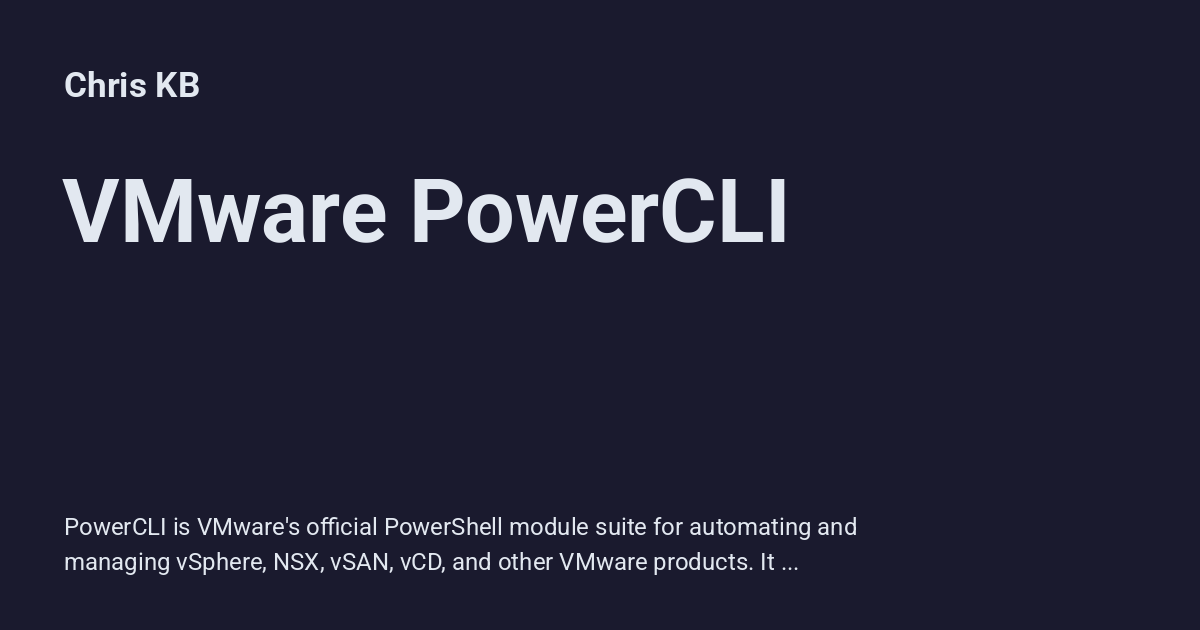 Chris KB
VMware PowerCLI
PowerCLI is VMware's official PowerShell module suite for automating and
managing vSphere, NSX, vSAN, vCD, and other VMware products. It ...